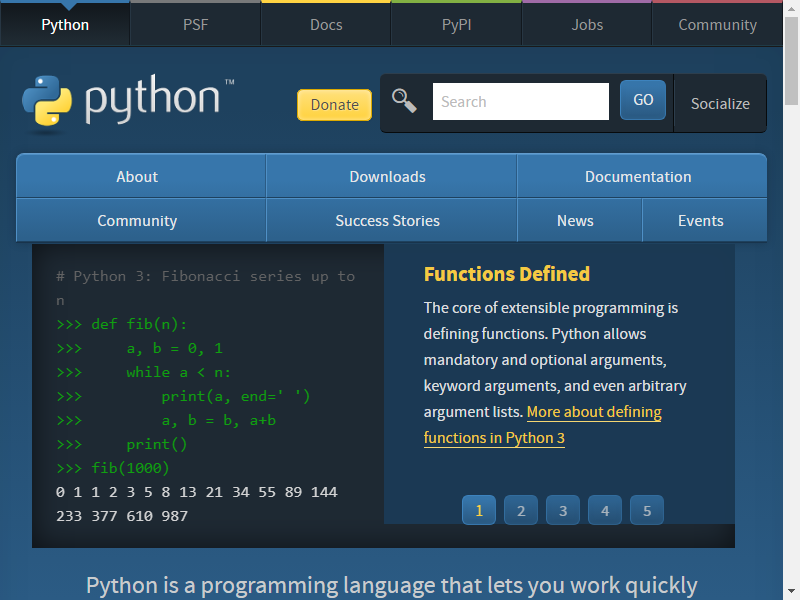 Python PSF Docs PyPI Jobs Community
python™ Donate Search GO Socialize
About Downloads Documentation
Community Success Stories News Events
# Python 3: Fibonacci series up to
n
>>> def fib(n):
>>>     a, b = 0, 1
>>>     while a < n:
>>>         print(a, end=' ')
>>>         a, b = b, a+b
>>>     print()
>>> fib(1000)
0 1 1 2 3 5 8 13 21 34 55 89 144
233 377 610 987
Functions Defined
The core of extensible programming is
defining functions. Python allows
mandatory and optional arguments,
keyword arguments, and even arbitrary
argument lists. More about defining
functions in Python 3
1 2 3 4 5
Python is a programming language that lets you work quickly